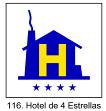 H
116. Hotel de 4 Estrellas